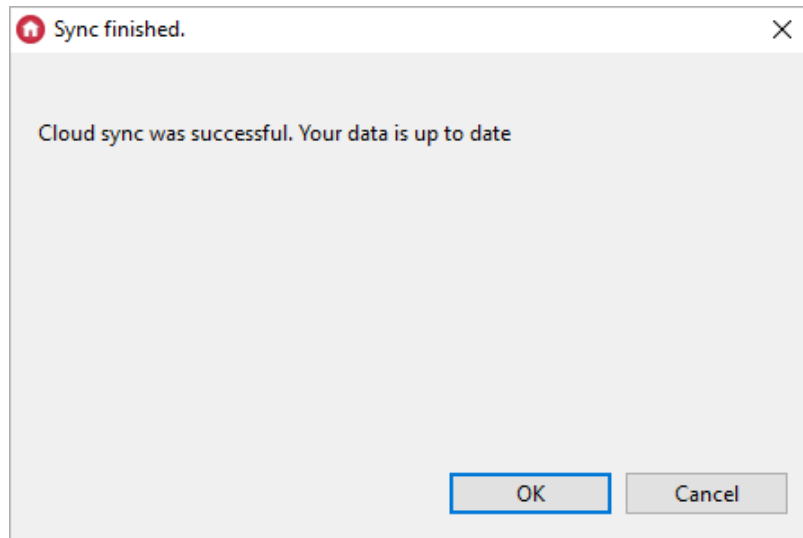 Sync finished.
Cloud sync was successful. Your data is up to date
OK
Cancel